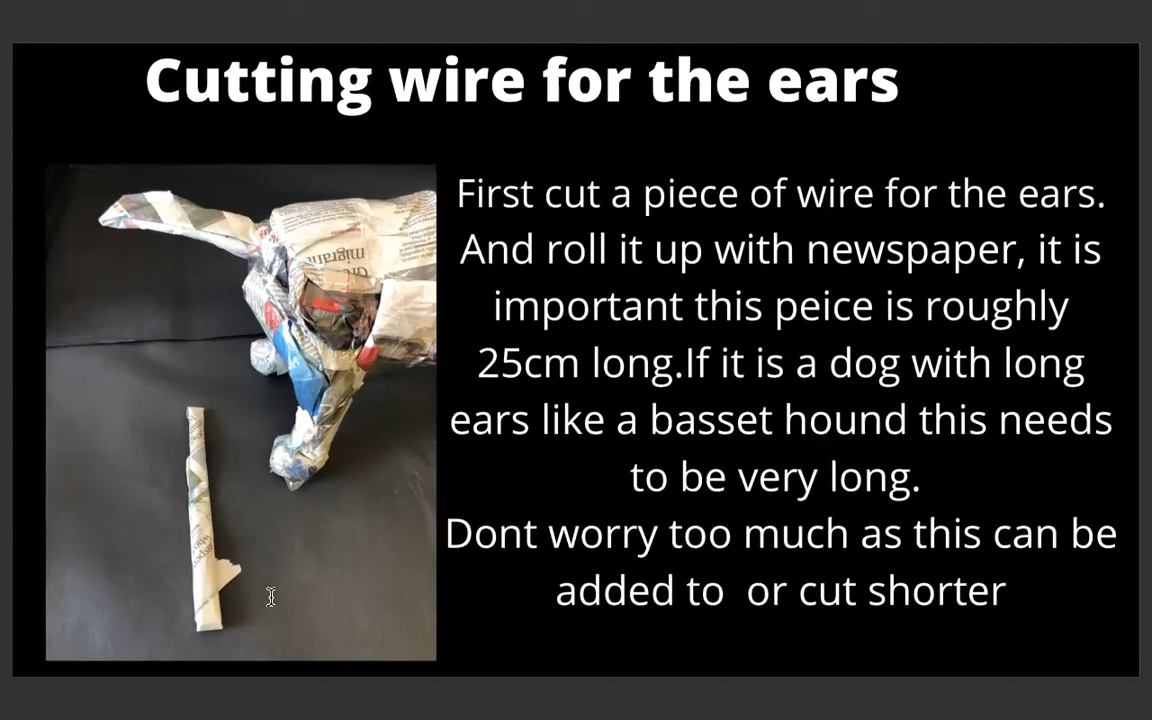 Cutting wire for the ears
First cut a piece of wire for the ears.
And roll it up with newspaper, it is
important this peice is roughly
25cm long.If it is a dog with long
ears like a basset hound this needs
to be very long.
Dont worry too much as this can be
added to  or cut shorter
migrant